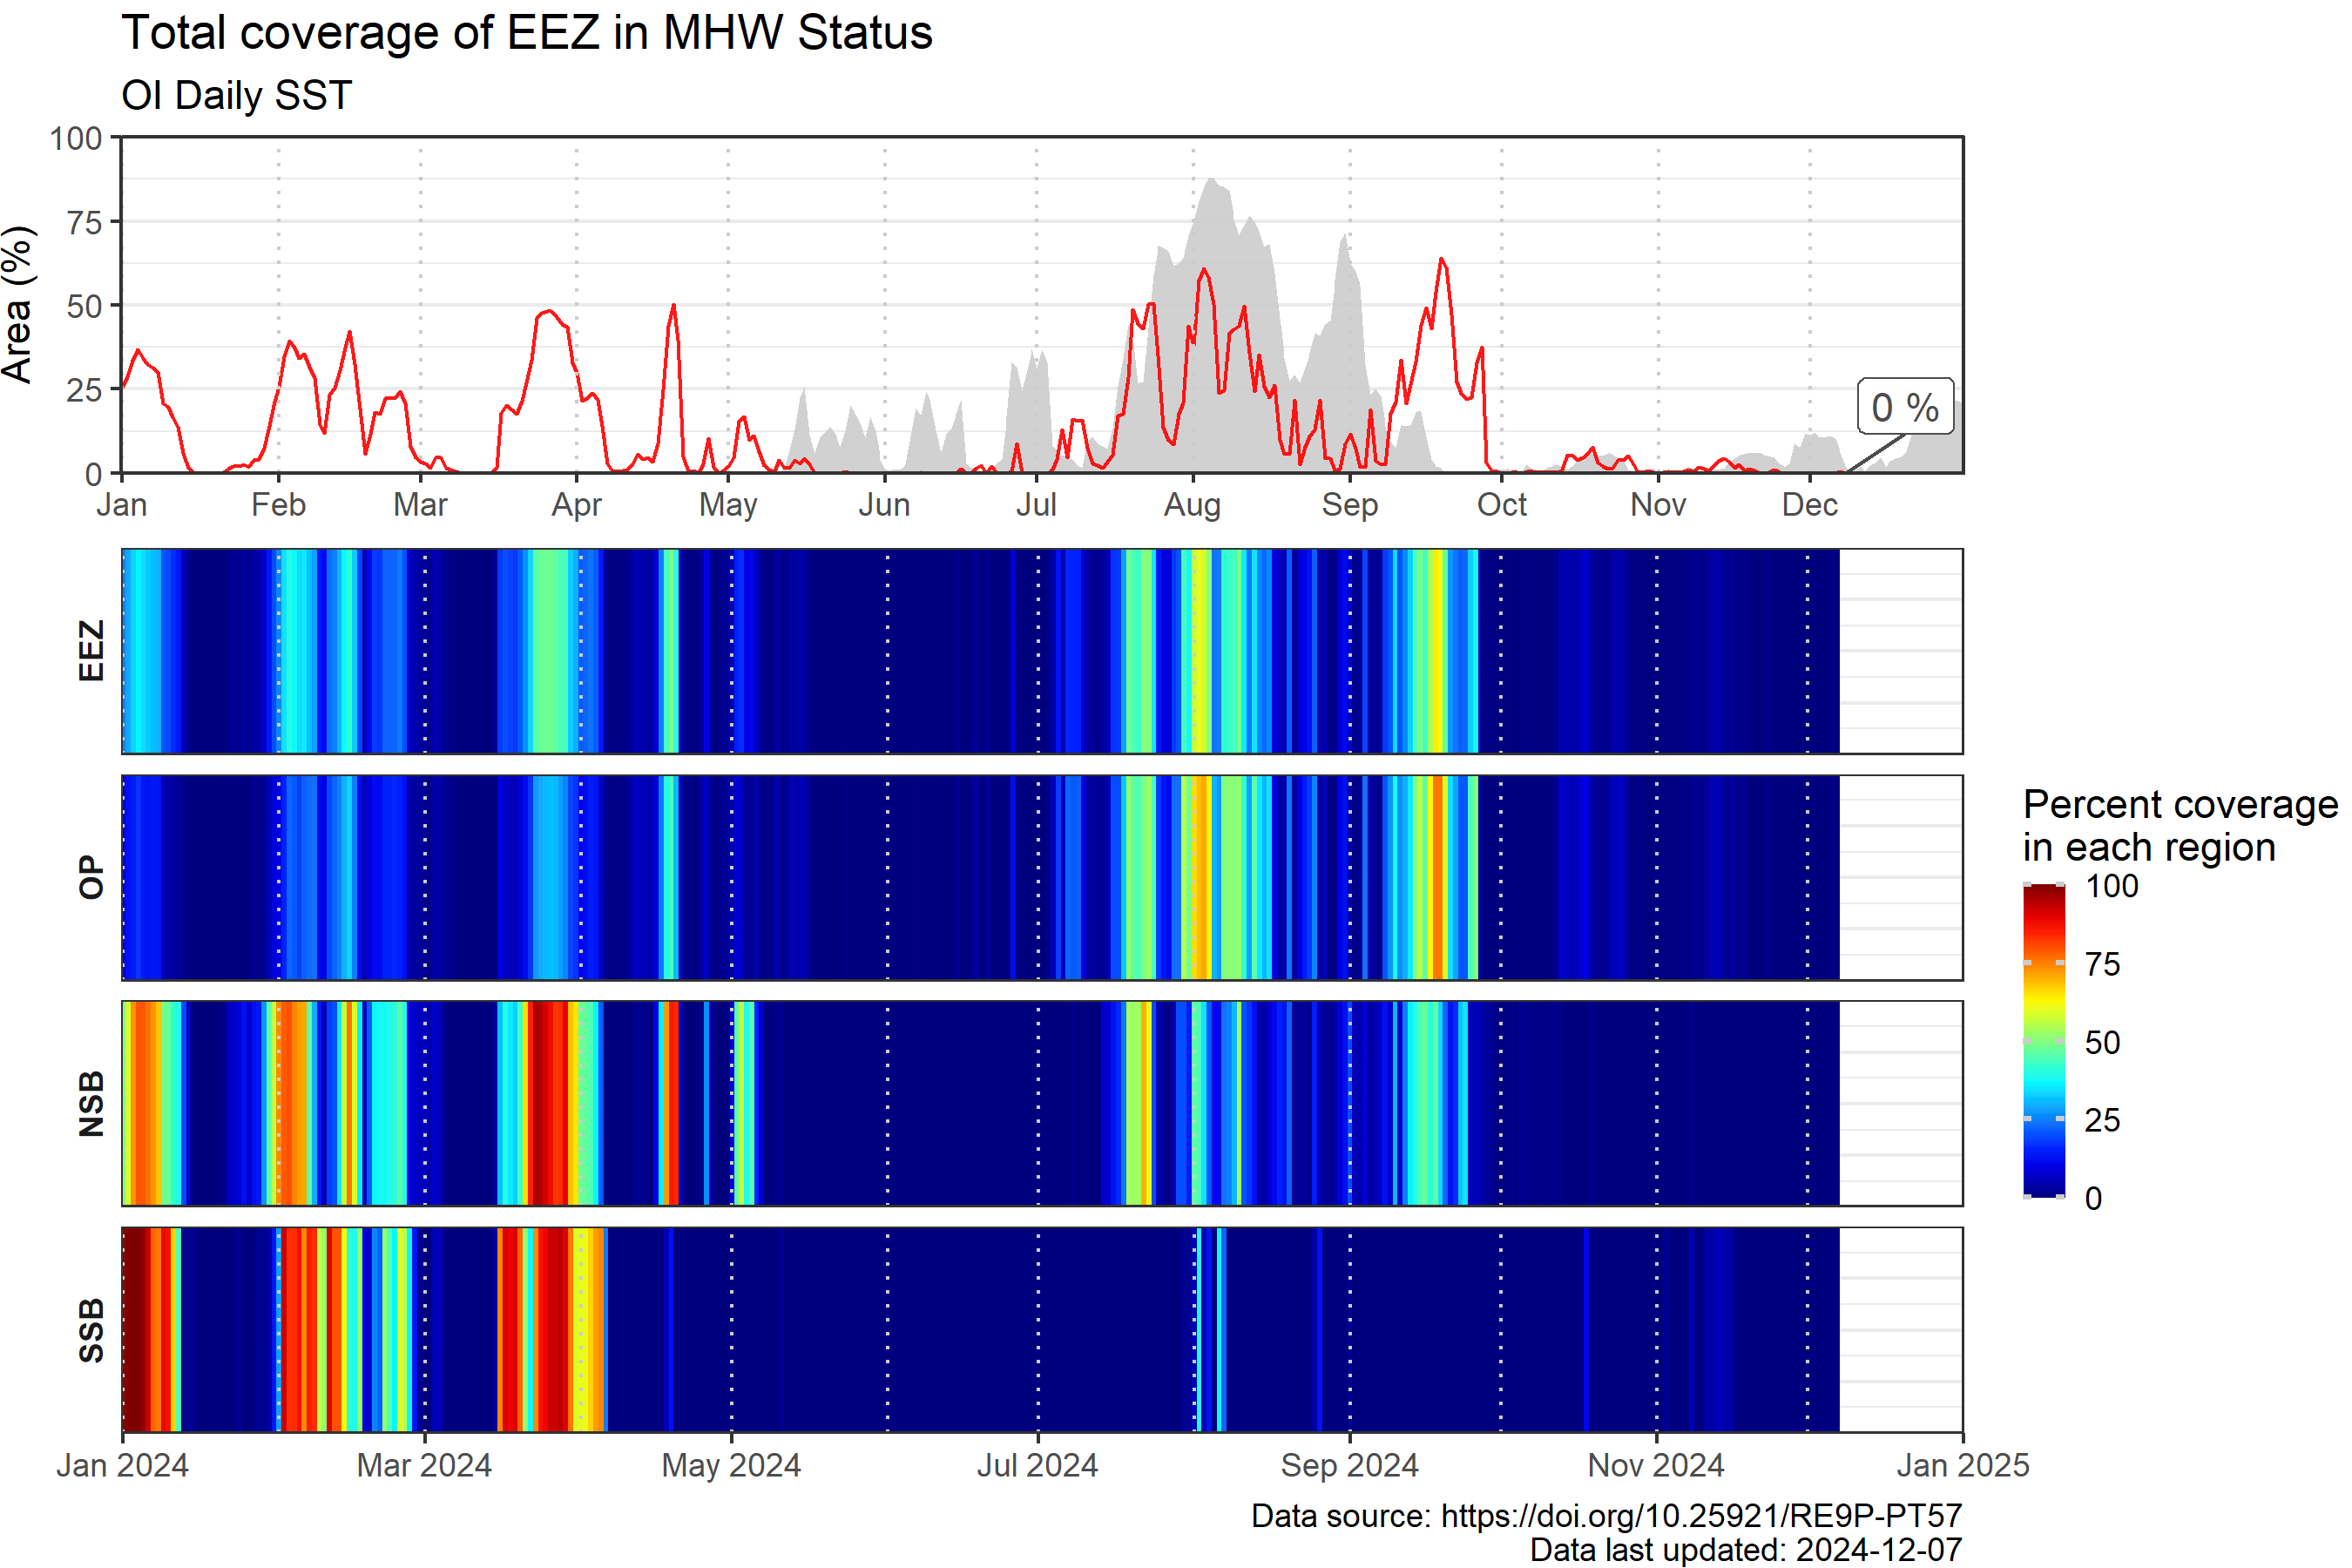 Total coverage of EEZ in MHW Status
OI Daily SST
Area (%)
100
75
50
25
0
0 %
Jan Feb Mar Apr May Jun Jul Aug Sep Oct Nov Dec
EEZ
OP
NSB
SSB
Percent coverage
in each region
100
75
50
25
0
Jan 2024 Mar 2024 May 2024 Jul 2024 Sep 2024 Nov 2024 Jan 2025
Data source: https://doi.org/10.25921/RE9P-PT57
Data last updated: 2024-12-07